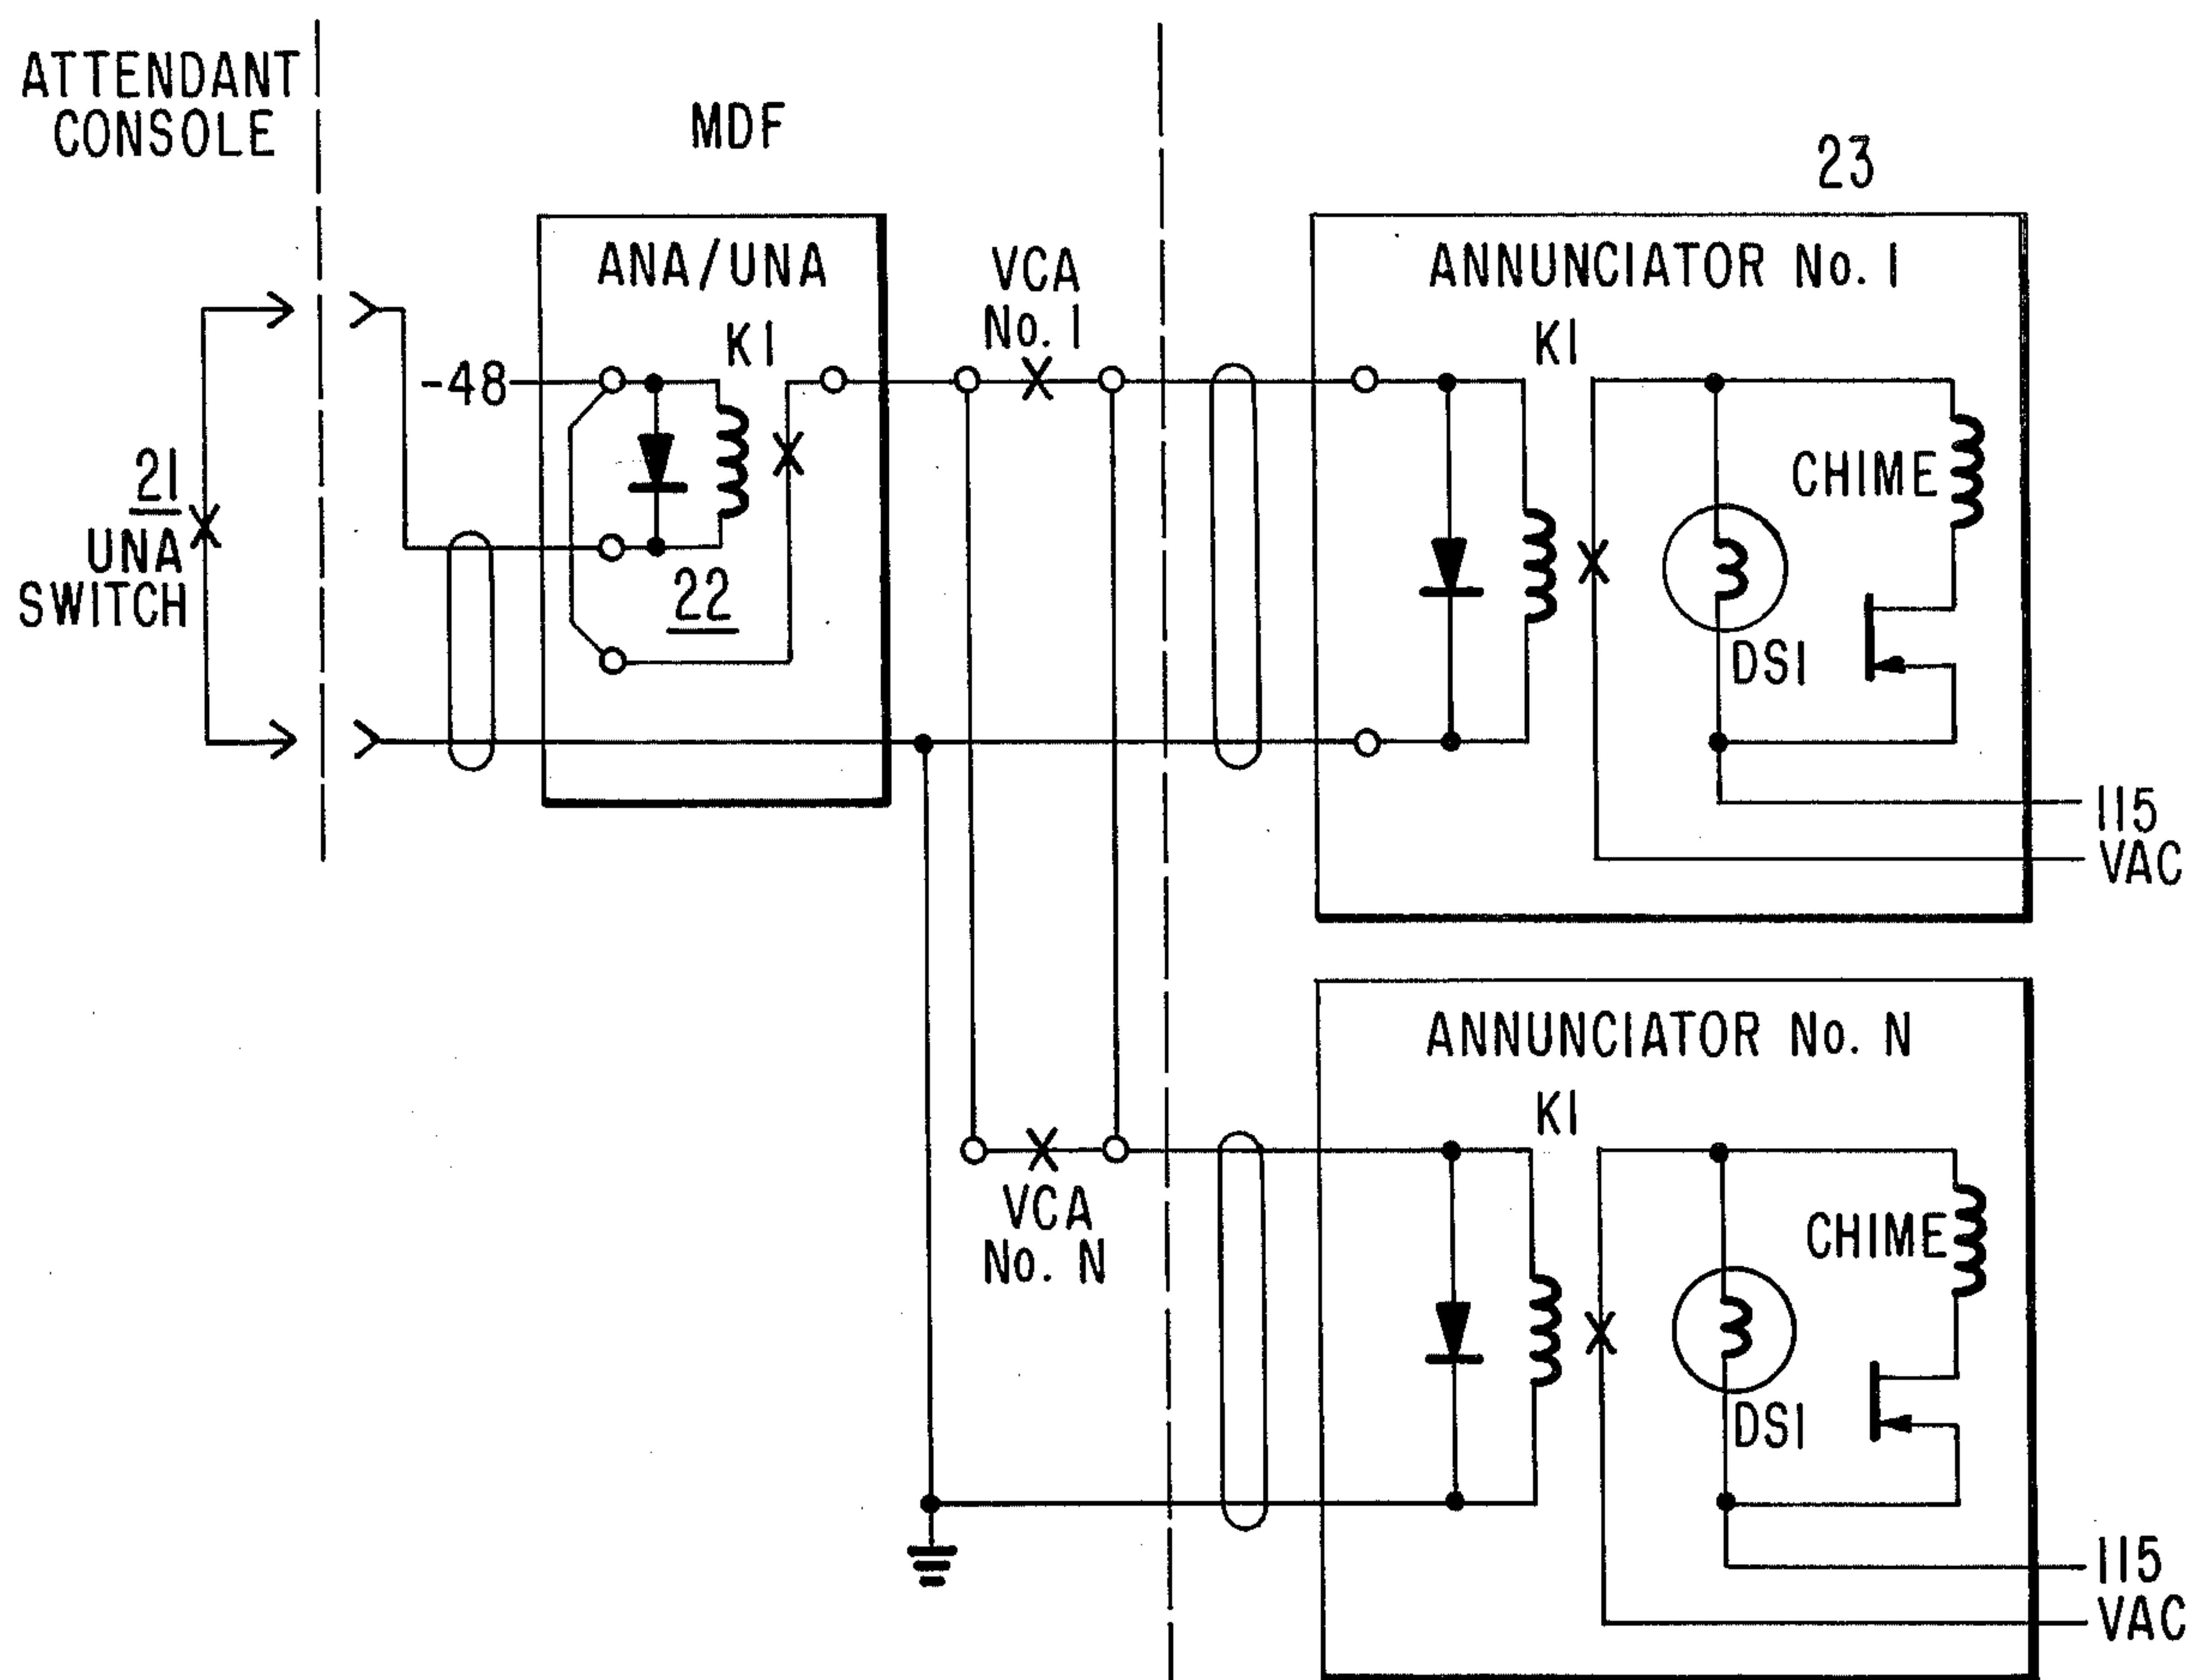 ATTENDANT
CONSOLE
MDF
23
ANA/UNA
K1
VCA
No. 1
ANNUNCIATOR No. 1
K1
-48
CHIME
21
UNA
SWITCH
22
DS1
115
VAC
ANNUNCIATOR No. N
K1
VCA
No. N
CHIME
DS1
115
VAC